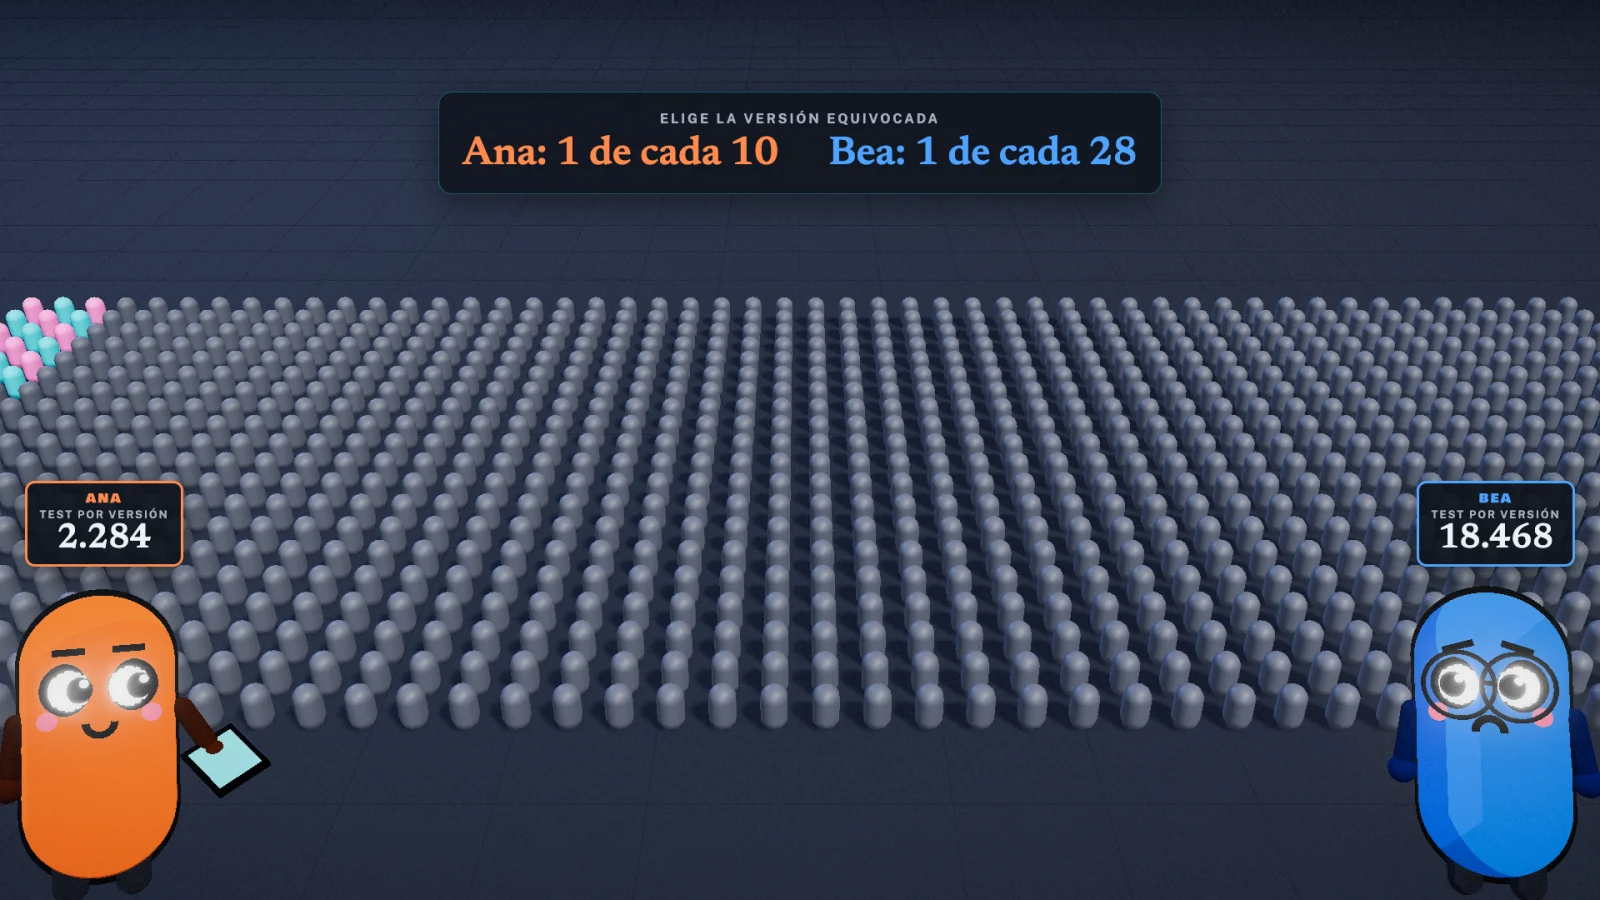 ELIGE LA VERSIÓN EQUIVOCADA
Ana: 1 de cada 10 Bea: 1 de cada 28
ANA
TEST POR VERSIÓN
2.284
BEA
TEST POR VERSIÓN
18.468